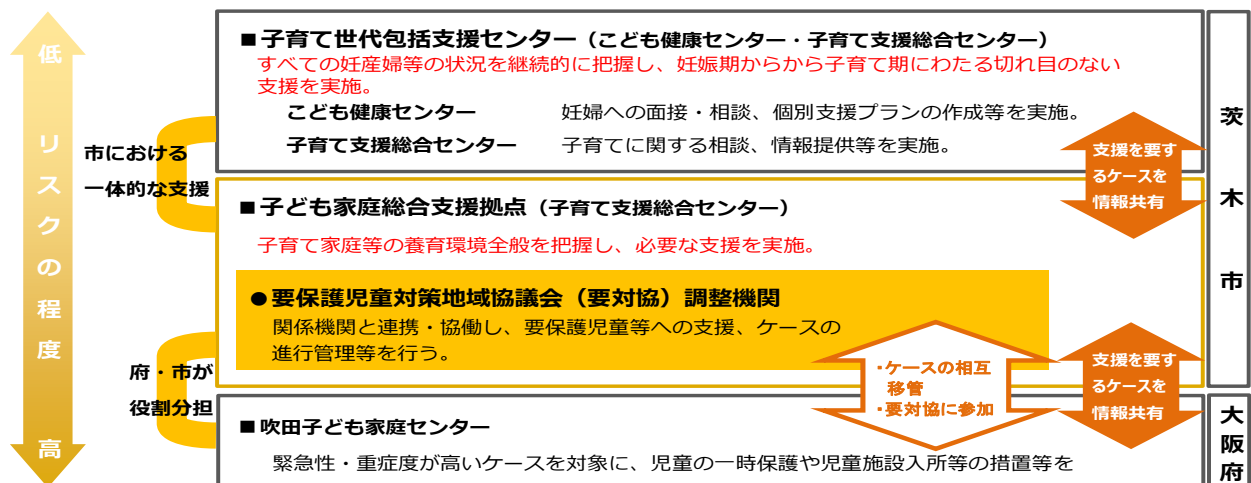 低 リスクの程度 高
■子育て世代包括支援センター（こども健康センター・子育て支援総合センター）
すべての妊産婦等の状況を継続的に把握し、妊娠期からから子育て期にわたる切れ目のない
支援を実施。
こども健康センター 妊婦への面接・相談、個別支援プランの作成等を実施。
子育て支援総合センター 子育てに関する相談、情報提供等を実施。
市における
一体的な支援
支援を要す
るケースを
情報共有
茨木市
■子ども家庭総合支援拠点（子育て支援総合センター）
子育て家庭等の養育環境全般を把握し、必要な支援を実施。
●要保護児童対策地域協議会（要対協）調整機関
関係機関と連携・協働し、要保護児童等への支援、ケースの
進行管理等を行う。
府・市が
役割分担
・ケースの相互
移管
・要対協に参加
支援を要す
るケースを
情報共有
■吹田子ども家庭センター
緊急性・重症度が高いケースを対象に、児童の一時保護や児童施設入所等の措置等を
大阪府